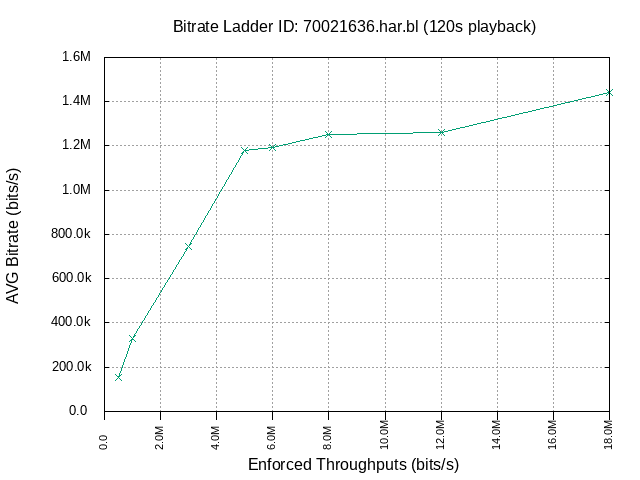 Bitrate Ladder ID: 70021636.har.bl (120s playback)
1.6M
1.4M
1.2M
1.0M
800.0k
600.0k
400.0k
200.0k
0.0
AVG Bitrate (bits/s)
0.0
2.0M
4.0M
6.0M
8.0M
10.0M
12.0M
14.0M
16.0M
18.0M
Enforced Throughputs (bits/s)